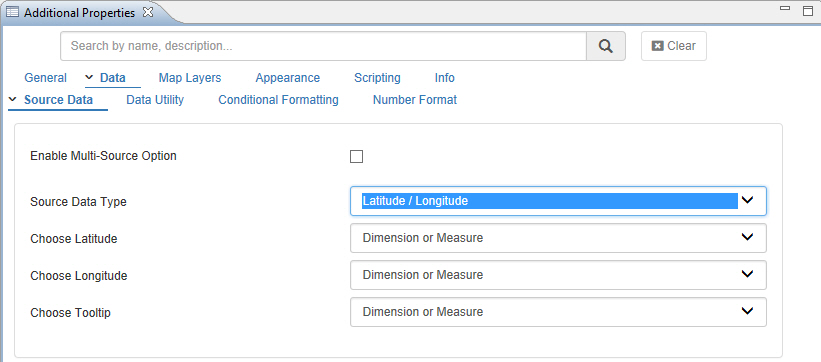 Additional Properties
Search by name, description...
Clear
General Data Map Layers Appearance Scripting Info
Source Data Data Utility Conditional Formatting Number Format
Enable Multi-Source Option
Source Data Type Latitude / Longitude
Choose Latitude Dimension or Measure
Choose Longitude Dimension or Measure
Choose Tooltip Dimension or Measure